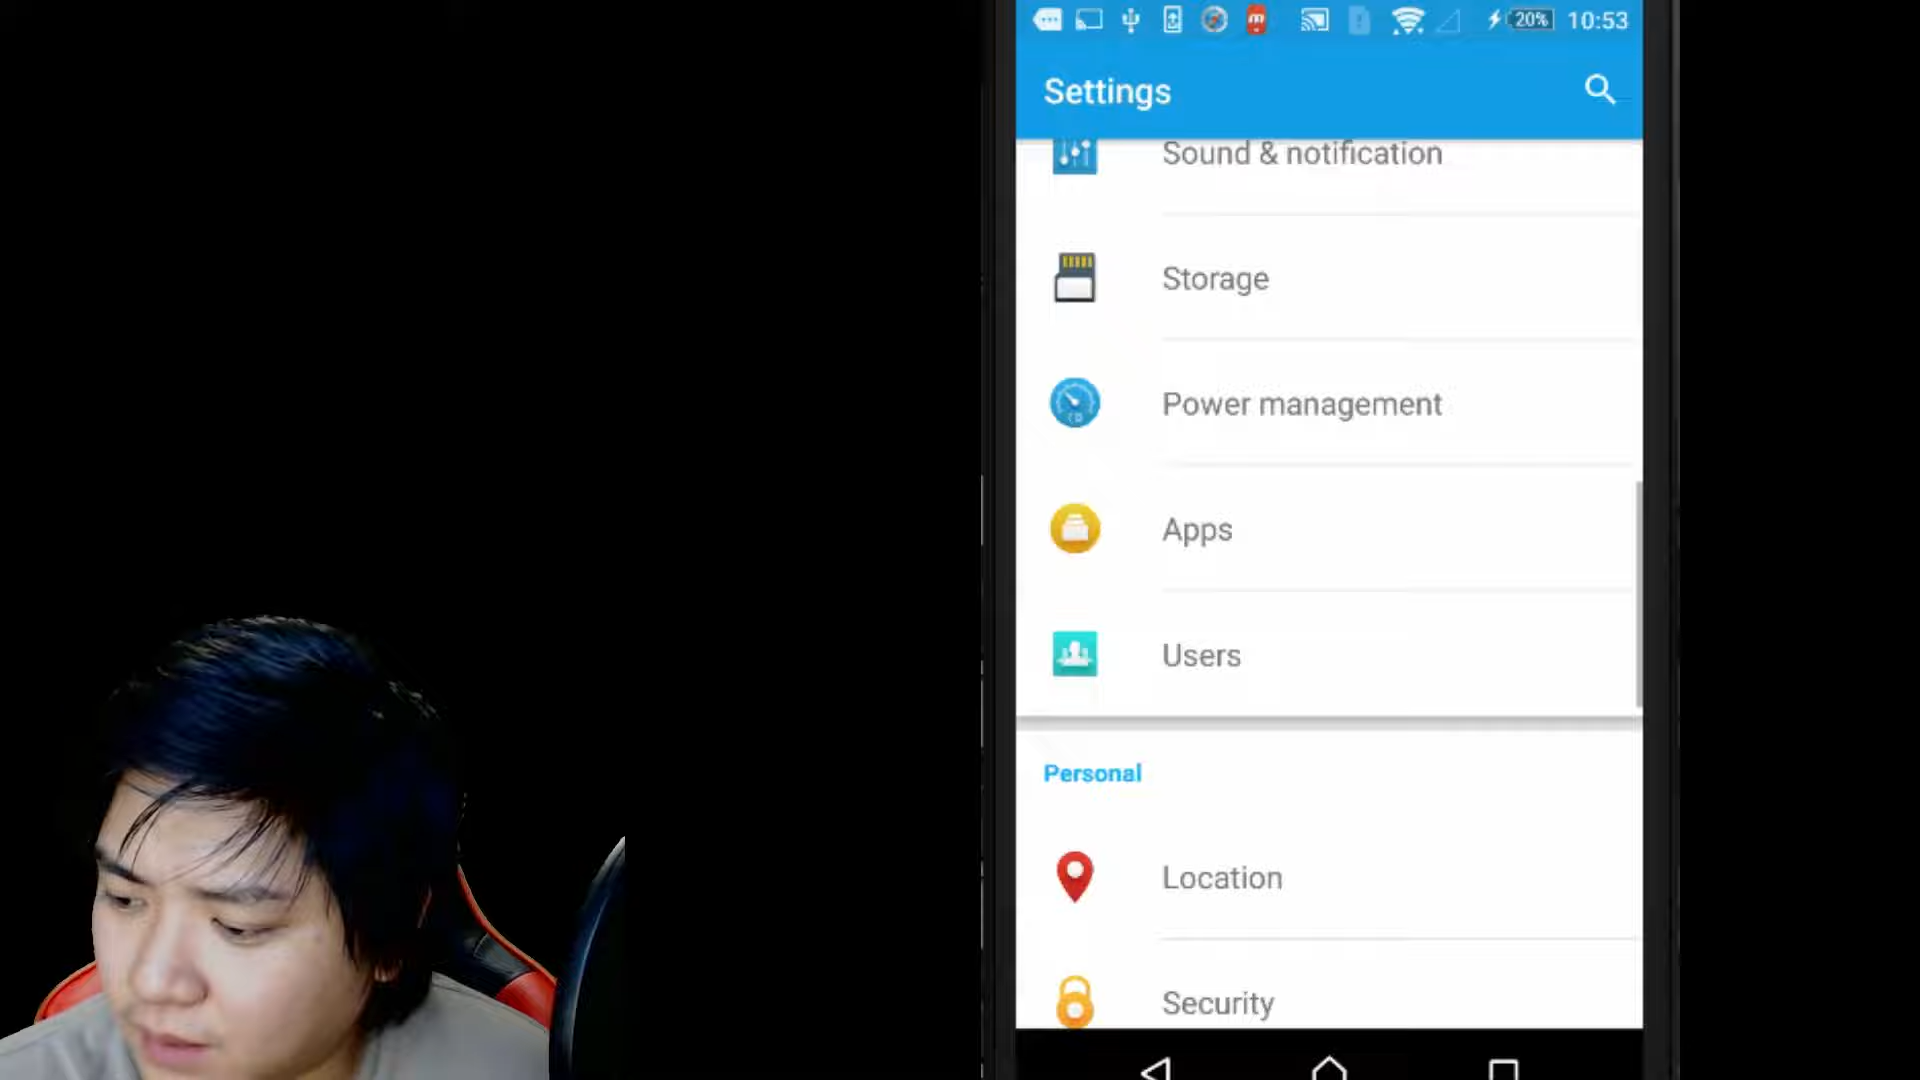 20% 10:53
Settings
Sound & notification
Storage
Power management
Apps
Users
Personal
Location
Security